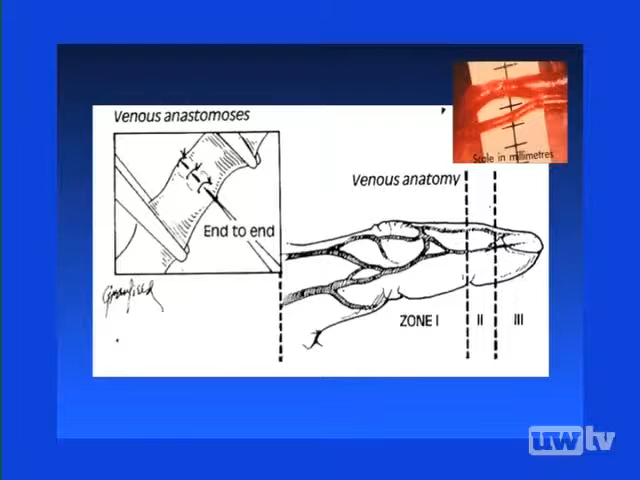 Venous anastomoses
Scale in millimetres
Venous anatomy
End to end
ZONE I
II
III
uwtv